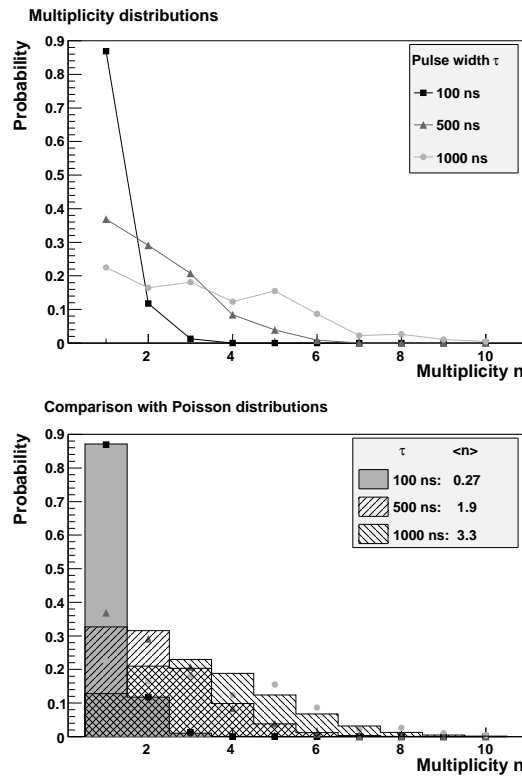 Multiplicity distributions
Probability
0.9
0.8
0.7
0.6
0.5
0.4
0.3
0.2
0.1
0
Pulse width τ
100 ns
500 ns
1000 ns
2 4 6 8 10
Multiplicity n
Comparison with Poisson distributions
Probability
0.9
0.8
0.7
0.6
0.5
0.4
0.3
0.2
0.1
0
τ <n>
100 ns: 0.27
500 ns: 1.9
1000 ns: 3.3
2 4 6 8 10
Multiplicity n